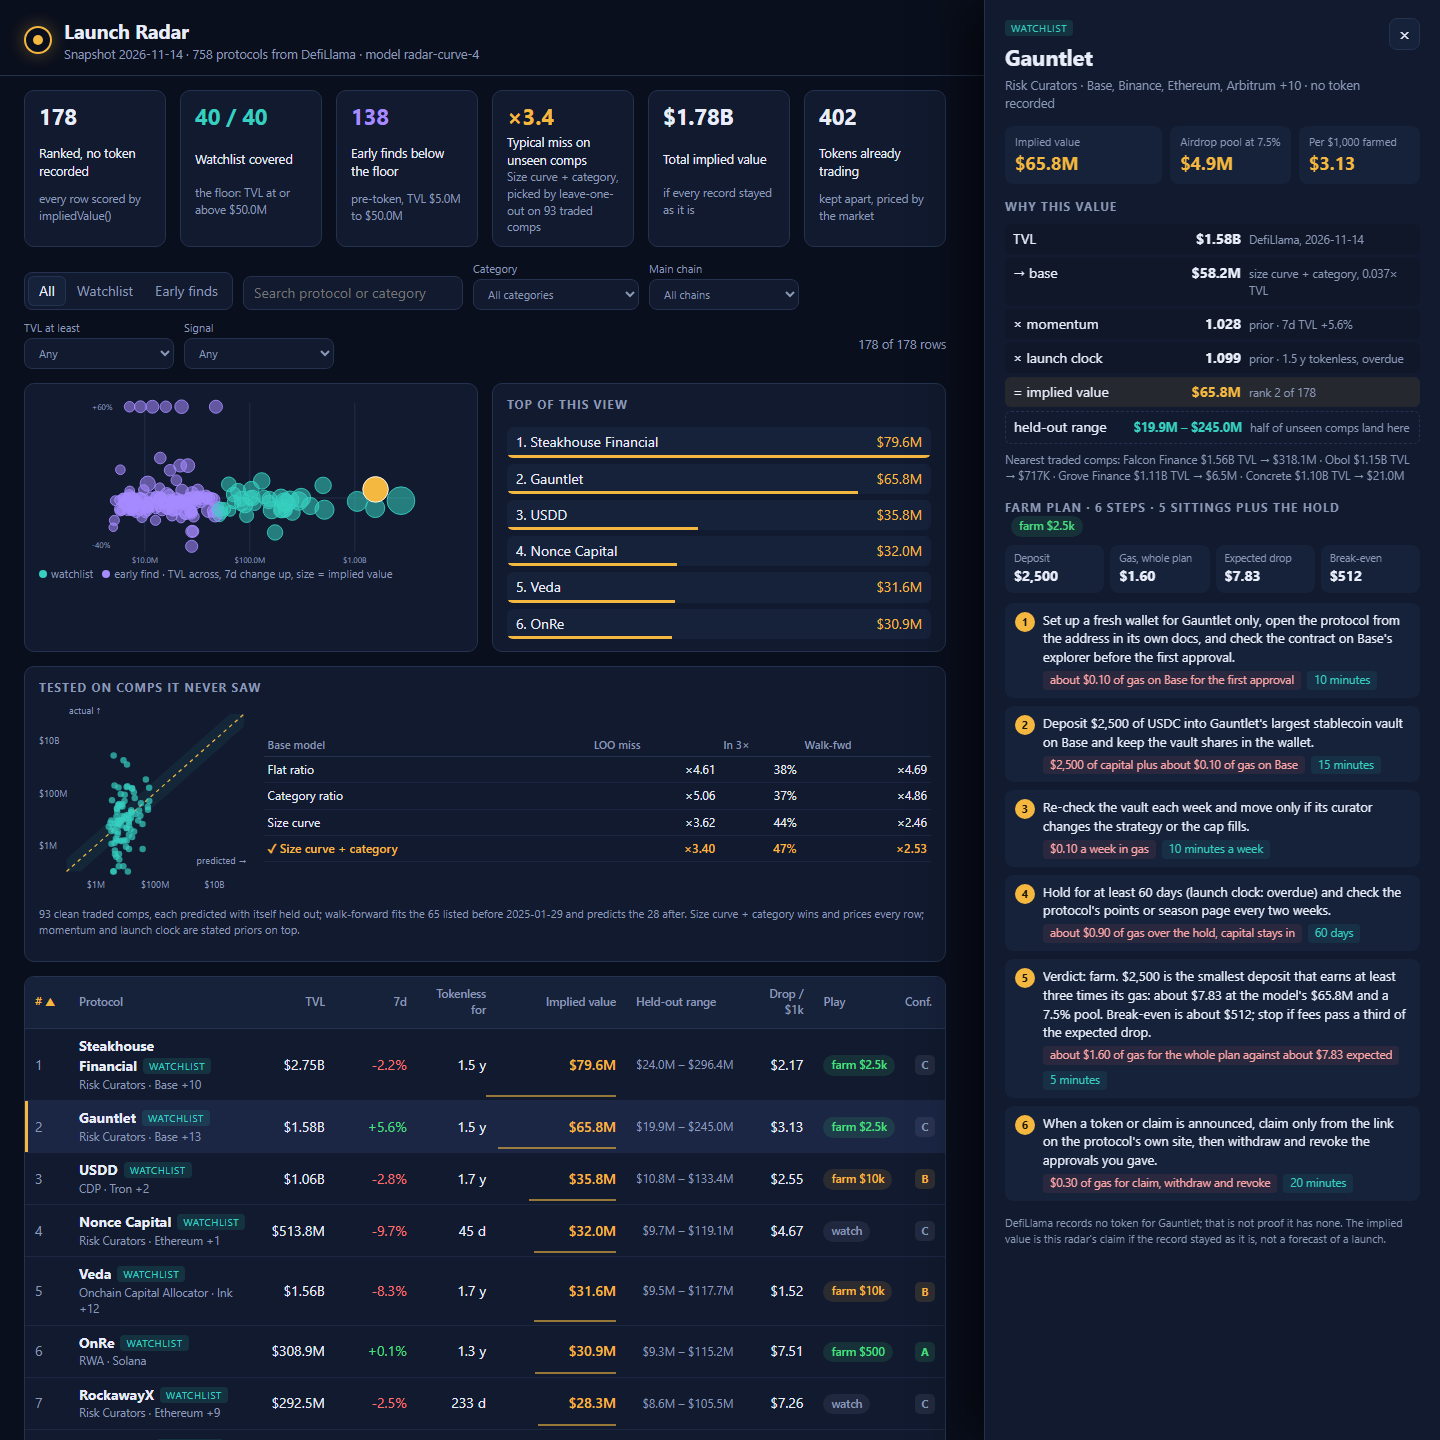 Launch Radar
Snapshot 2026-11-14 · 758 protocols from DefiLlama · model radar-curve-4
178
Ranked, no token
recorded
every row scored by
impliedValue()
40 / 40
Watchlist covered
the floor: TVL at or
above $50.0M
138
Early finds below
the floor
pre-token, TVL $5.0M
to $50.0M
×3.4
Typical miss on
unseen comps
Size curve + category,
picked by leave-one-
out on 93 traded
comps
$1.78B
Total implied value
if every record stayed
as it is
402
Tokens already
trading
kept apart, priced by
the market
All Watchlist Early finds
Search protocol or category
Category
All categories
Main chain
All chains
TVL at least
Any
Signal
Any
178 of 178 rows
+60%
-40%
$10.0M $100.0M $1.00B
watchlist early find · TVL across, 7d change up, size = implied value
TOP OF THIS VIEW
1. Steakhouse Financial $79.6M
2. Gauntlet $65.8M
3. USDD $35.8M
4. Nonce Capital $32.0M
5. Veda $31.6M
6. OnRe $30.9M
TESTED ON COMPS IT NEVER SAW
actual ↑
$10B
$100M
$1M
predicted →
$1M $100M $10B
Base model LOO miss In 3× Walk-fwd
Flat ratio ×4.61 38% ×4.69
Category ratio ×5.06 37% ×4.86
Size curve ×3.62 44% ×2.46
✓ Size curve + category ×3.40 47% ×2.53
93 clean traded comps, each predicted with itself held out; walk-forward fits the 65 listed before 2025-01-29 and predicts the 28 after. Size curve + category wins and prices every row;
momentum and launch clock are stated priors on top.
# ▲ Protocol TVL 7d Tokenless for Implied value Held-out range Drop / $1k Play Conf.
1 Steakhouse Financial WATCHLIST $2.75B -2.2% 1.5 y $79.6M $24.0M – $296.4M $2.17 farm $2.5k C
Risk Curators · Base +10
2 Gauntlet WATCHLIST $1.58B +5.6% 1.5 y $65.8M $19.9M – $245.0M $3.13 farm $2.5k C
Risk Curators · Base +13
3 USDD WATCHLIST $1.06B -2.8% 1.7 y $35.8M $10.8M – $133.4M $2.55 farm $10k B
CDP · Tron +2
4 Nonce Capital WATCHLIST $513.8M -9.7% 45 d $32.0M $9.7M – $119.1M $4.67 watch C
Risk Curators · Ethereum +1
5 Veda WATCHLIST $1.56B -8.3% 1.7 y $31.6M $9.5M – $117.7M $1.52 farm $10k B
Onchain Capital Allocator · Ink
+12
6 OnRe WATCHLIST $308.9M +0.1% 1.3 y $30.9M $9.3M – $115.2M $7.51 farm $500 A
RWA · Solana
7 RockawayX WATCHLIST $292.5M -2.5% 233 d $28.3M $8.6M – $105.5M $7.26 watch C
Risk Curators · Ethereum +9
WATCHLIST
×
Gauntlet
Risk Curators · Base, Binance, Ethereum, Arbitrum +10 · no token
recorded
Implied value
$65.8M
Airdrop pool at 7.5%
$4.9M
Per $1,000 farmed
$3.13
WHY THIS VALUE
TVL $1.58B DefiLlama, 2026-11-14
→ base $58.2M size curve + category, 0.037×
TVL
× momentum 1.028 prior · 7d TVL +5.6%
× launch clock 1.099 prior · 1.5 y tokenless, overdue
= implied value $65.8M rank 2 of 178
held-out range $19.9M – $245.0M half of unseen comps land here
Nearest traded comps: Falcon Finance $1.56B TVL → $318.1M · Obol $1.15B TVL
→ $717K · Grove Finance $1.11B TVL → $6.5M · Concrete $1.10B TVL → $21.0M
FARM PLAN · 6 STEPS · 5 SITTINGS PLUS THE HOLD
farm $2.5k
Deposit
$2,500
Gas, whole plan
$1.60
Expected drop
$7.83
Break-even
$512
1 Set up a fresh wallet for Gauntlet only, open the protocol from
the address in its own docs, and check the contract on Base's
explorer before the first approval.
about $0.10 of gas on Base for the first approval 10 minutes
2 Deposit $2,500 of USDC into Gauntlet's largest stablecoin vault
on Base and keep the vault shares in the wallet.
$2,500 of capital plus about $0.10 of gas on Base 15 minutes
3 Re-check the vault each week and move only if its curator
changes the strategy or the cap fills.
$0.10 a week in gas 10 minutes a week
4 Hold for at least 60 days (launch clock: overdue) and check the
protocol's points or season page every two weeks.
about $0.90 of gas over the hold, capital stays in 60 days
5 Verdict: farm. $2,500 is the smallest deposit that earns at least
three times its gas: about $7.83 at the model's $65.8M and a
7.5% pool. Break-even is about $512; stop if fees pass a third of
the expected drop.
about $1.60 of gas for the whole plan against about $7.83 expected
5 minutes
6 When a token or claim is announced, claim only from the link
on the protocol's own site, then withdraw and revoke the
approvals you gave.
$0.30 of gas for claim, withdraw and revoke 20 minutes
DefiLlama records no token for Gauntlet; that is not proof it has none. The implied
value is this radar's claim if the record stayed as it is, not a forecast of a launch.